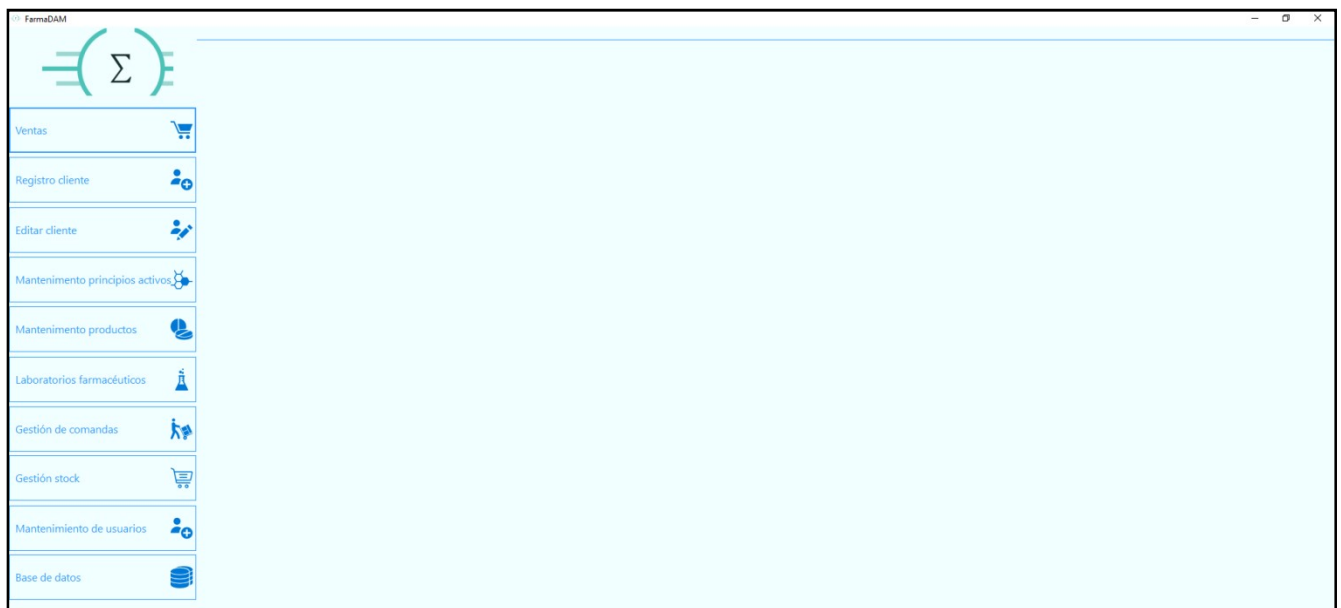 FarmaDAM
Σ
Ventas
Registro cliente
Editar cliente
Mantenimento principios activos
Mantenimento productos
Laboratorios farmacéuticos
Gestión de comandas
Gestión stock
Mantenimiento de usuarios
Base de datos